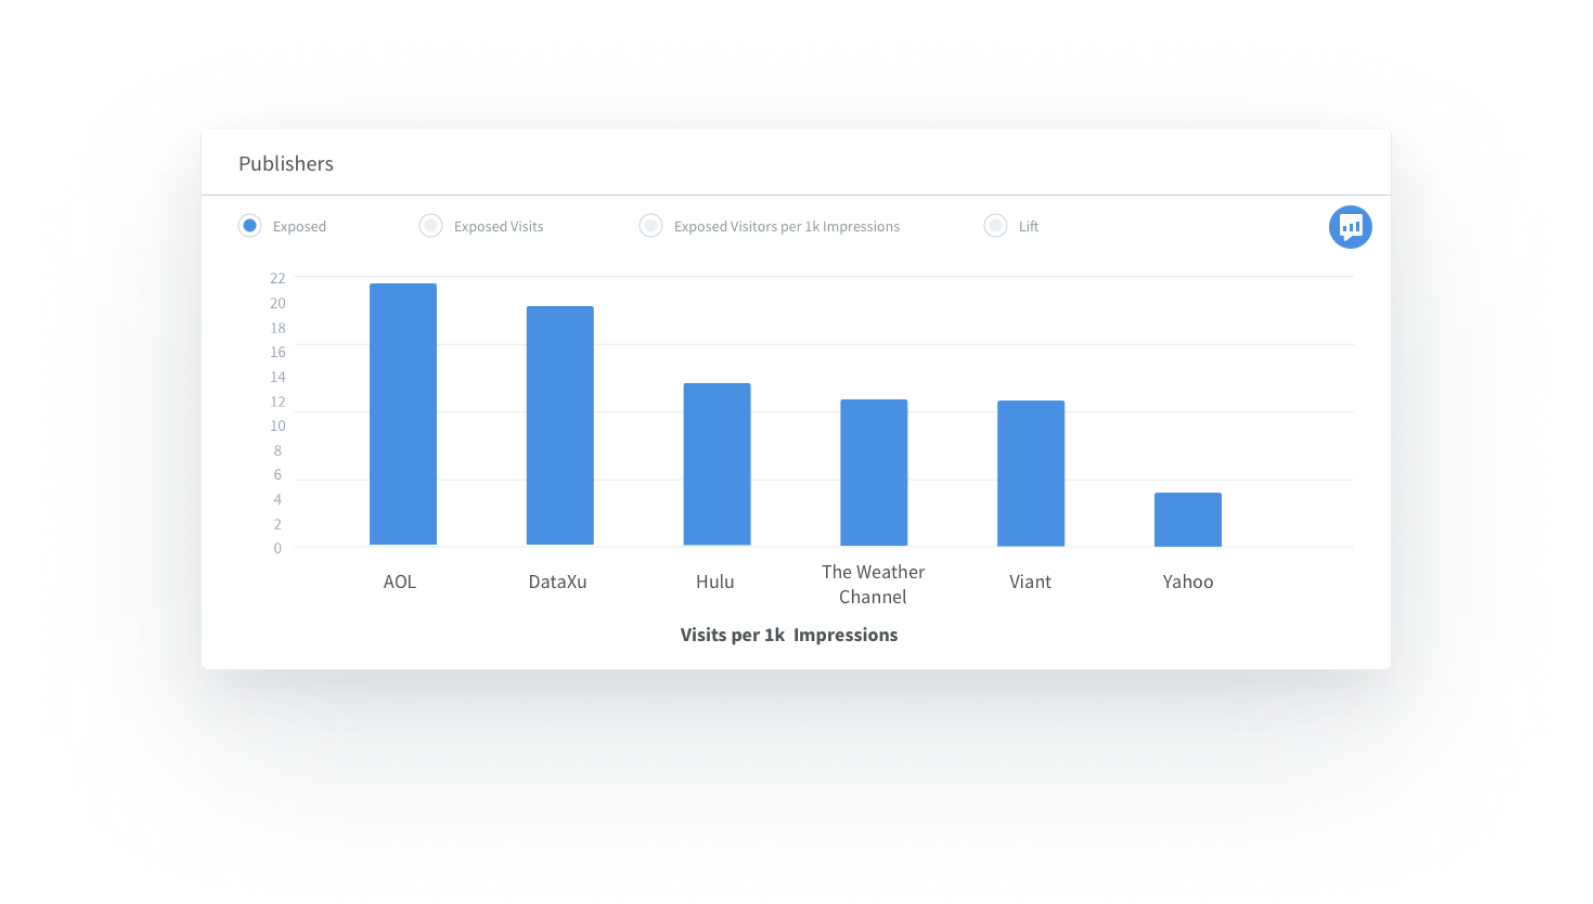 Publishers
Exposed
Exposed Visits
Exposed Visitors per 1k Impressions
Lift
22
20
18
16
14
12
10
8
6
4
2
0
AOL
DataXu
Hulu
The Weather
Channel
Viant
Yahoo
Visits per 1k Impressions